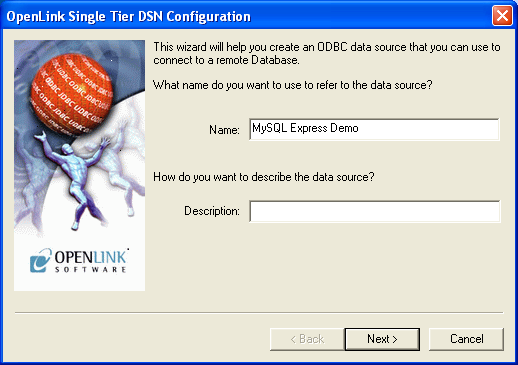 OpenLink Single Tier DSN Configuration
This wizard will help you create an ODBC data source that you can use to
connect to a remote Database.
What name do you want to use to refer to the data source?
Name:
MySQL Express Demo
How do you want to describe the data source?
Description:
OPENLINK
SOFTWARE
< Back
Next >
Cancel